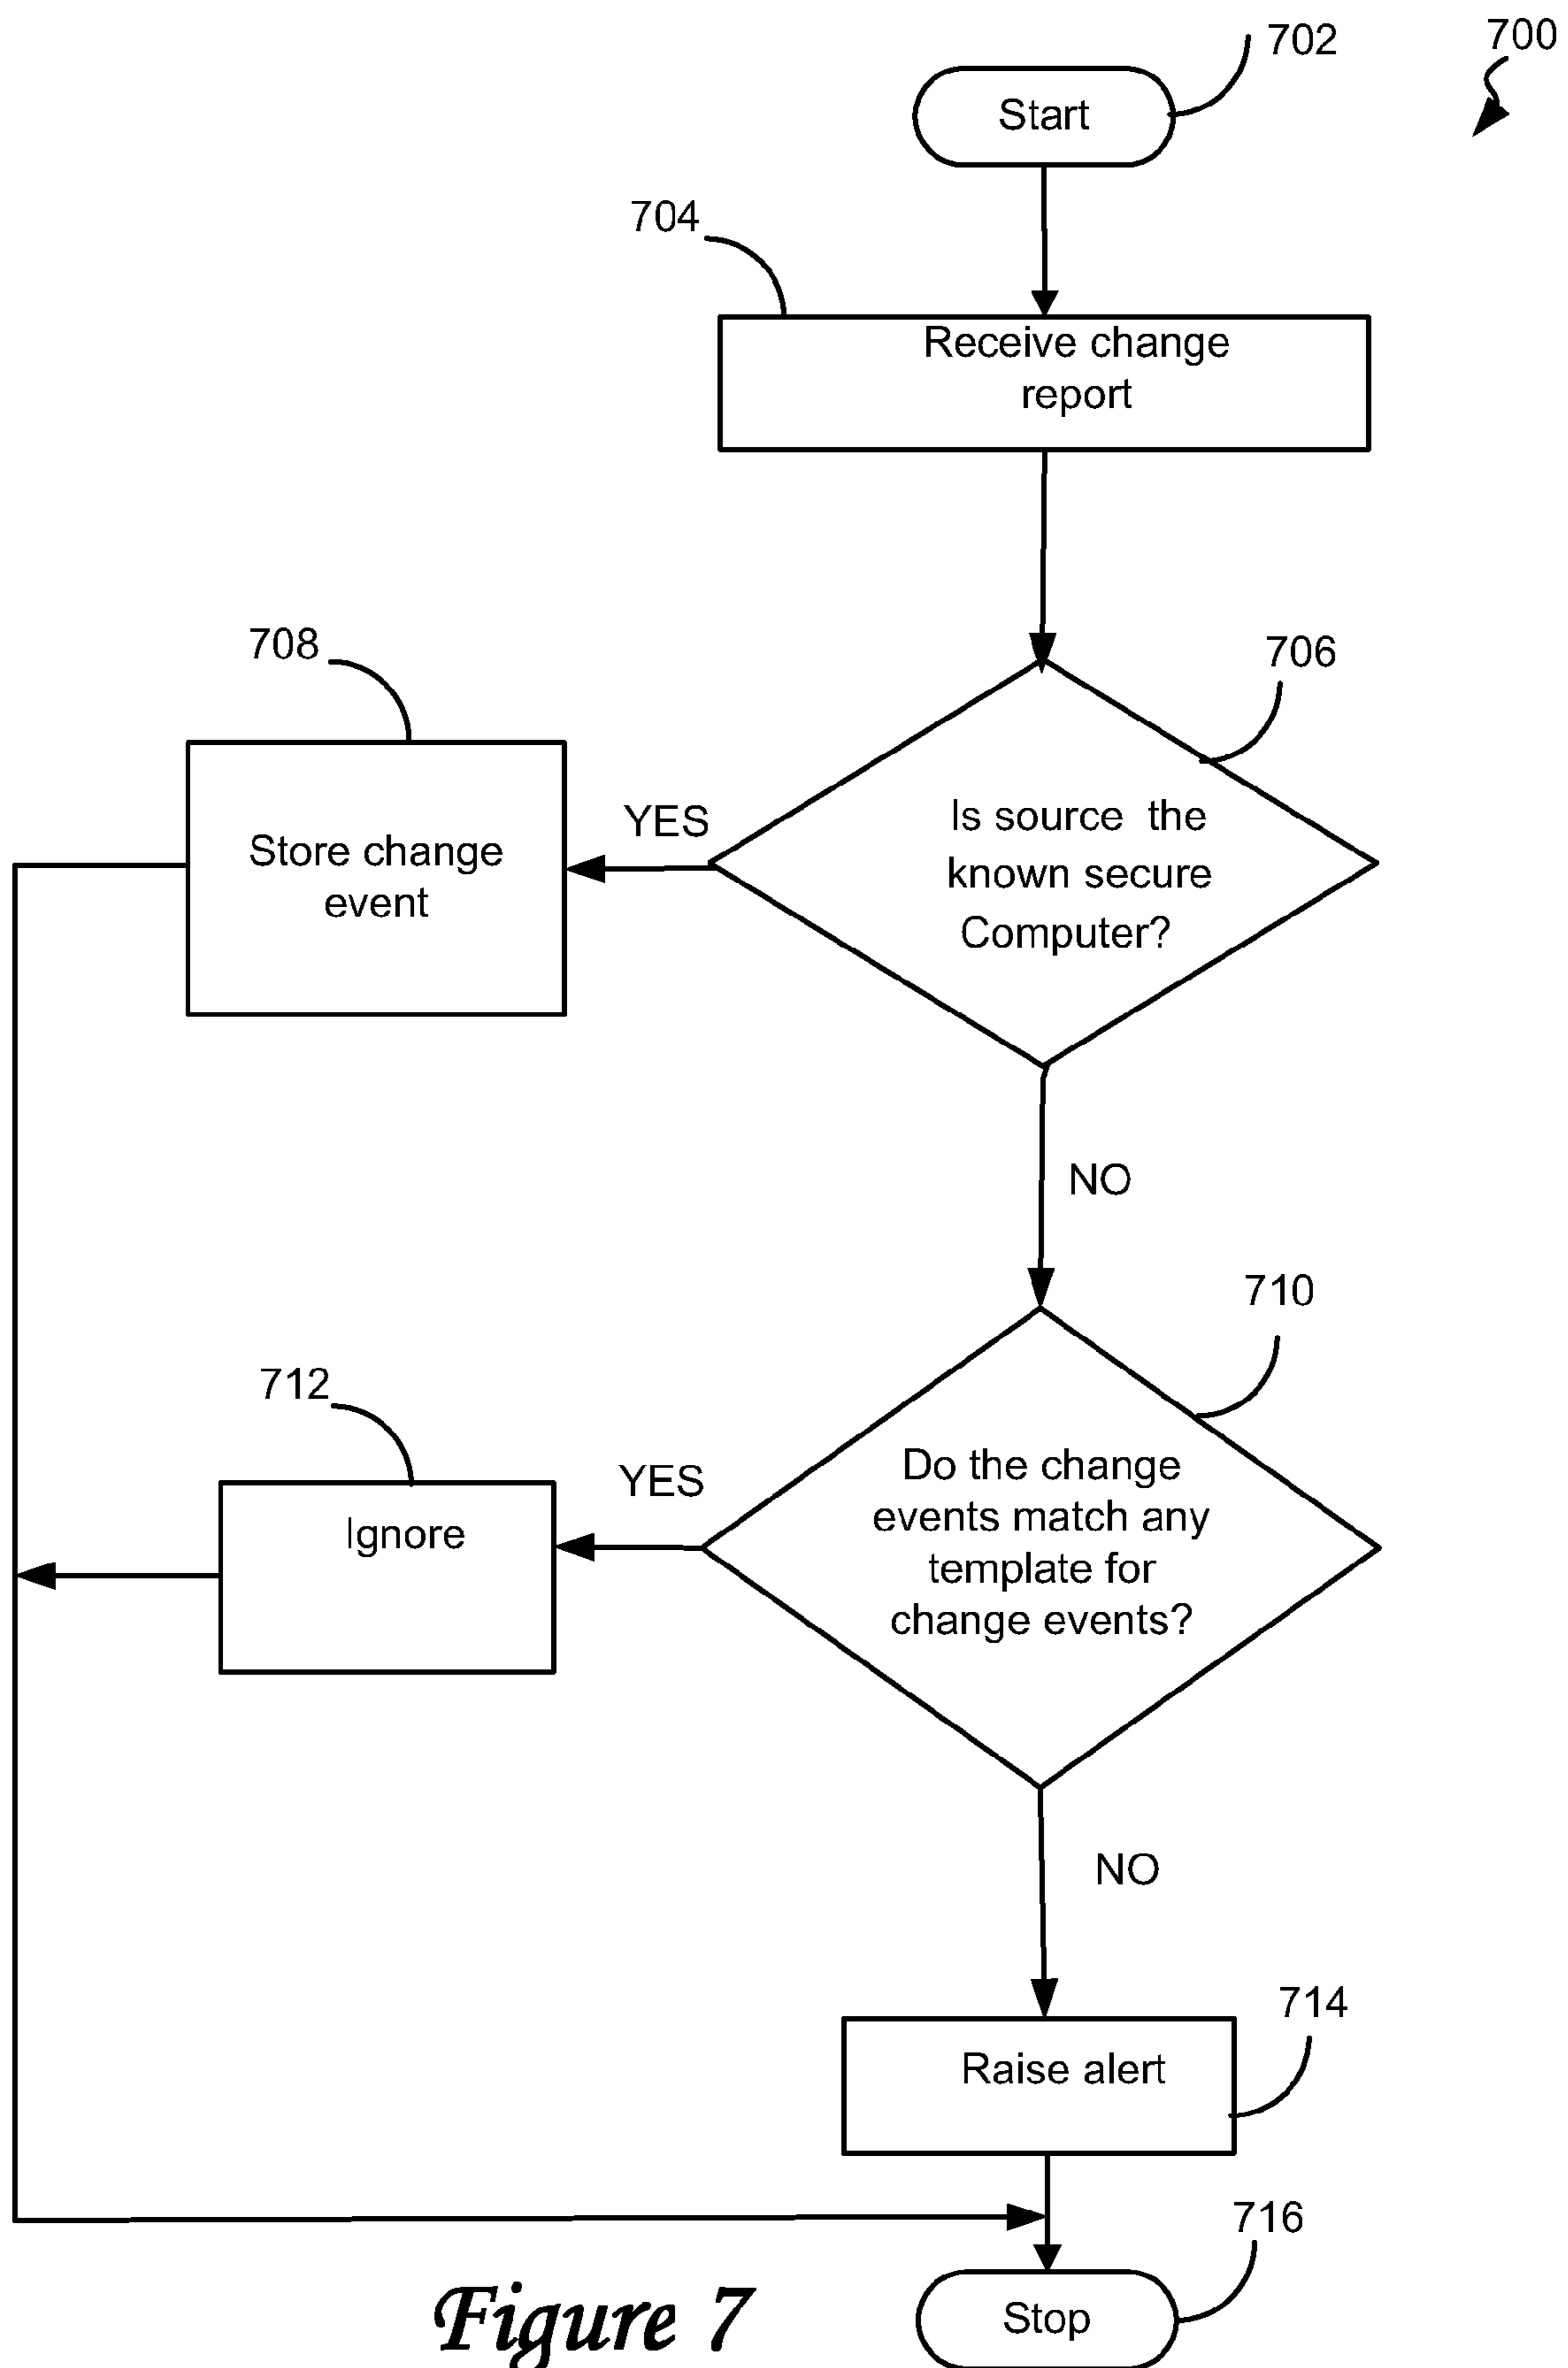 702
700
Start
704
Receive change
report
708
706
YES
Is source the
known secure
Computer?
Store change
event
NO
710
712
YES
Do the change
events match any
template for
change events?
Ignore
NO
714
Raise alert
716
Stop
Figure 7